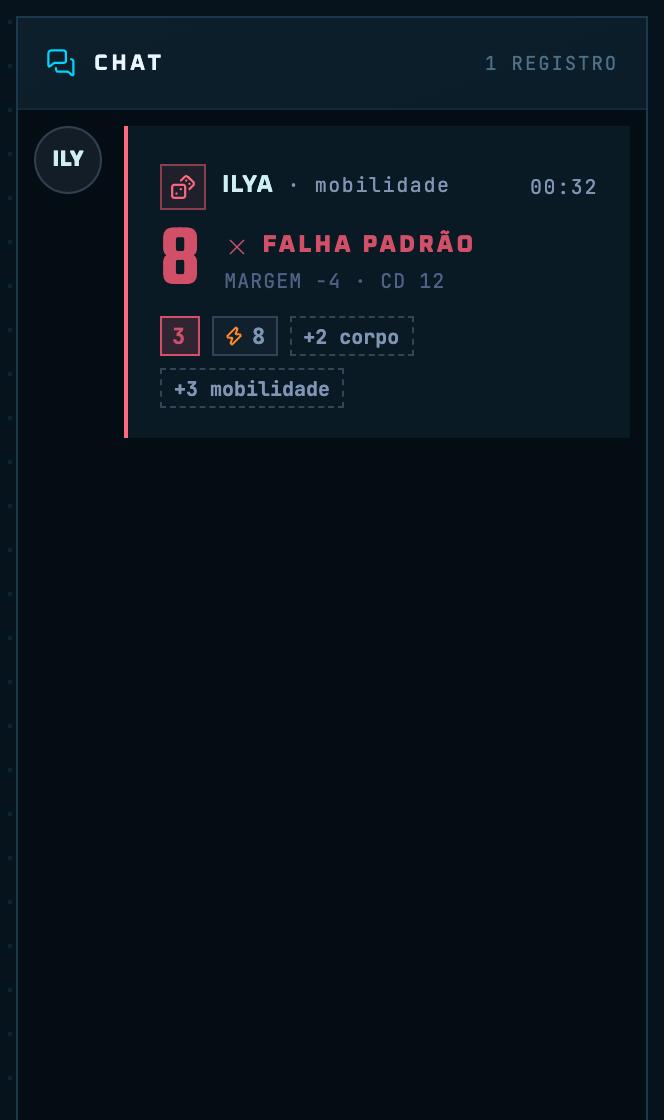 CHAT 1 REGISTRO
ILY
ILYA · mobilidade 00:32
8 × FALHA PADRÃO
MARGEM -4 · CD 12
3 8 +2 corpo
+3 mobilidade